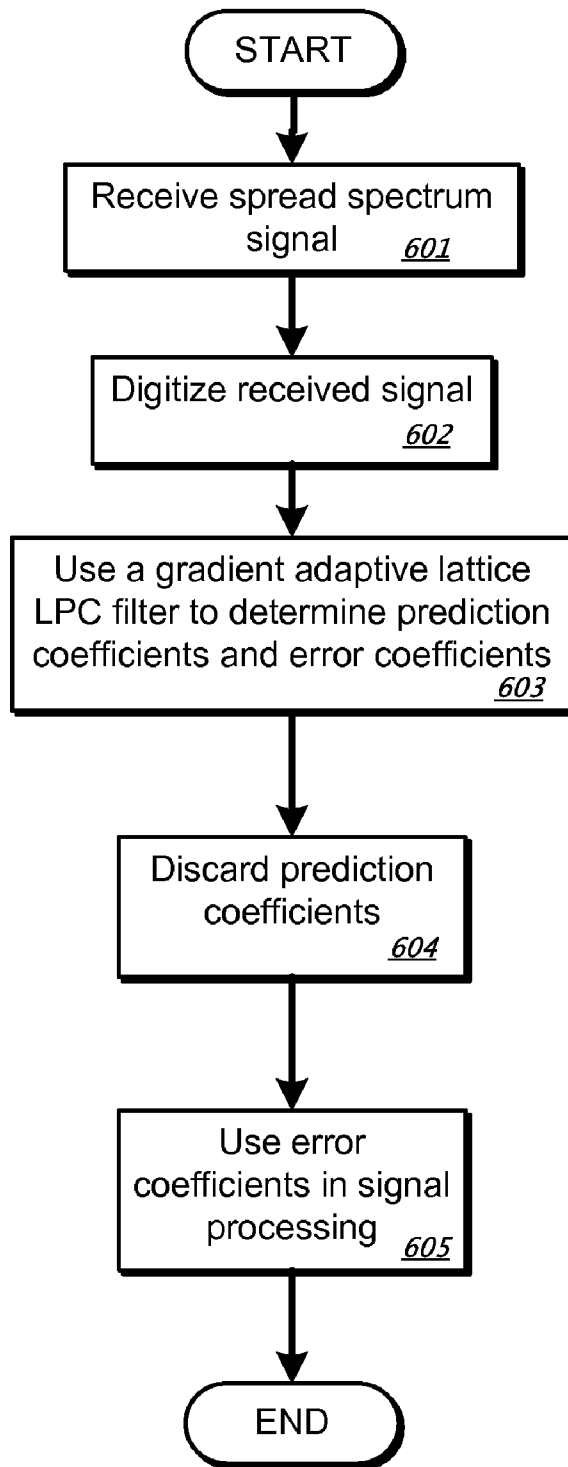 START
Receive spread spectrum
signal 601
Digitize received signal
602
Use a gradient adaptive lattice
LPC filter to determine prediction
coefficients and error coefficients
603
Discard prediction
coefficients
604
Use error
coefficients in signal
processing
605
END